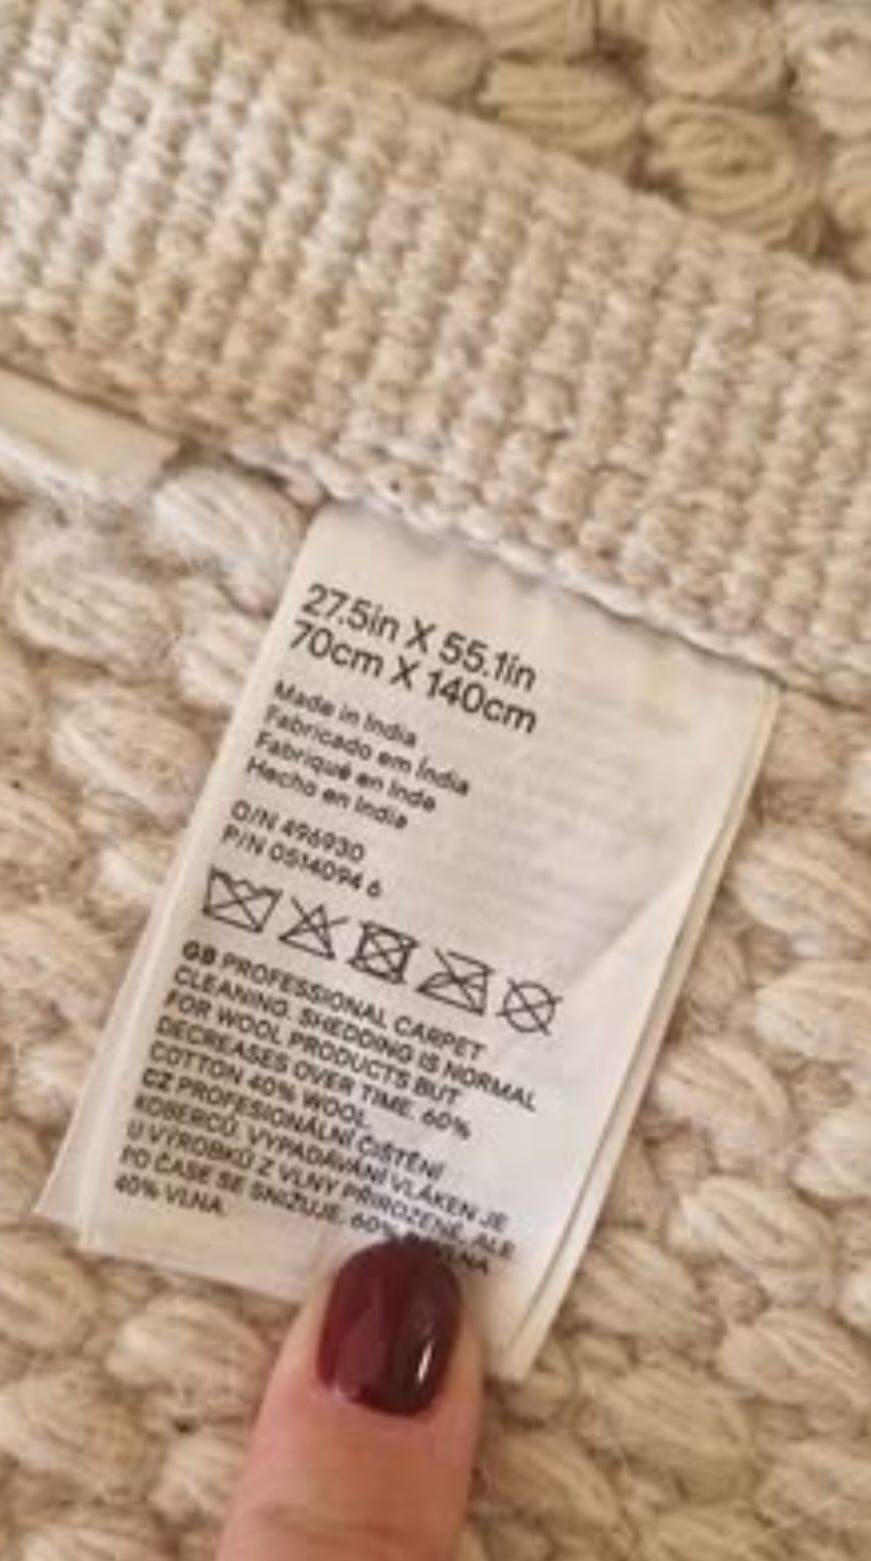 27.5in X 55.1in
70cm X 140cm
Made in India
Fabricado em Índia
Fabriqué en Inde
Hecho en India
O/N 496930
P/N 0514094 6
GB PROFESSIONAL CARPET
CLEANING. SHEDDING IS NORMAL
FOR WOOL PRODUCTS BUT
DECREASES OVER TIME. 60%
COTTON 40% WOOL.
CZ PROFESIONÁLNÍ ČIŠTĚNÍ
KOBERCŮ. VYPADÁVÁNÍ VLÁKEN JE
U VÝROBKŮ Z VLNY PŘIROZENÉ, ALE
PO ČASE SE SNIŽUJE. 60%
40% VLNA.